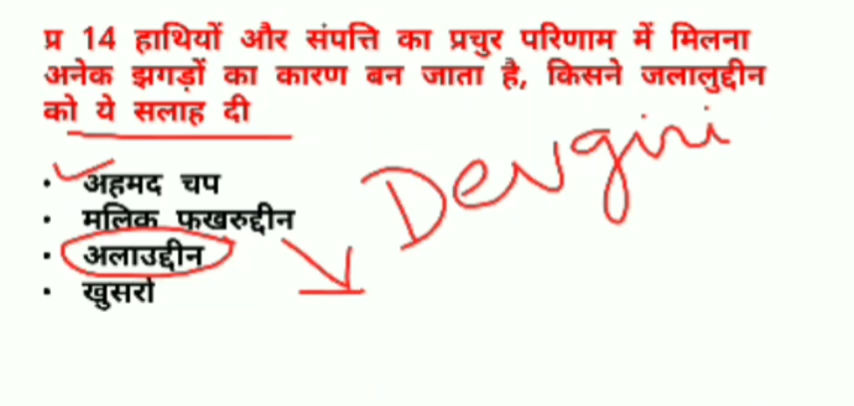 प्र 14 हाथियों और संपत्ति का प्रचुर परिणाम में मिलना
अनेक झगड़ों का कारण बन जाता है, किसने जलालुद्दीन
को ये सलाह दी
Devgiri
• अहमद चप
• मलिक फखरुद्दीन
• अलाउद्दीन
• खुसरो